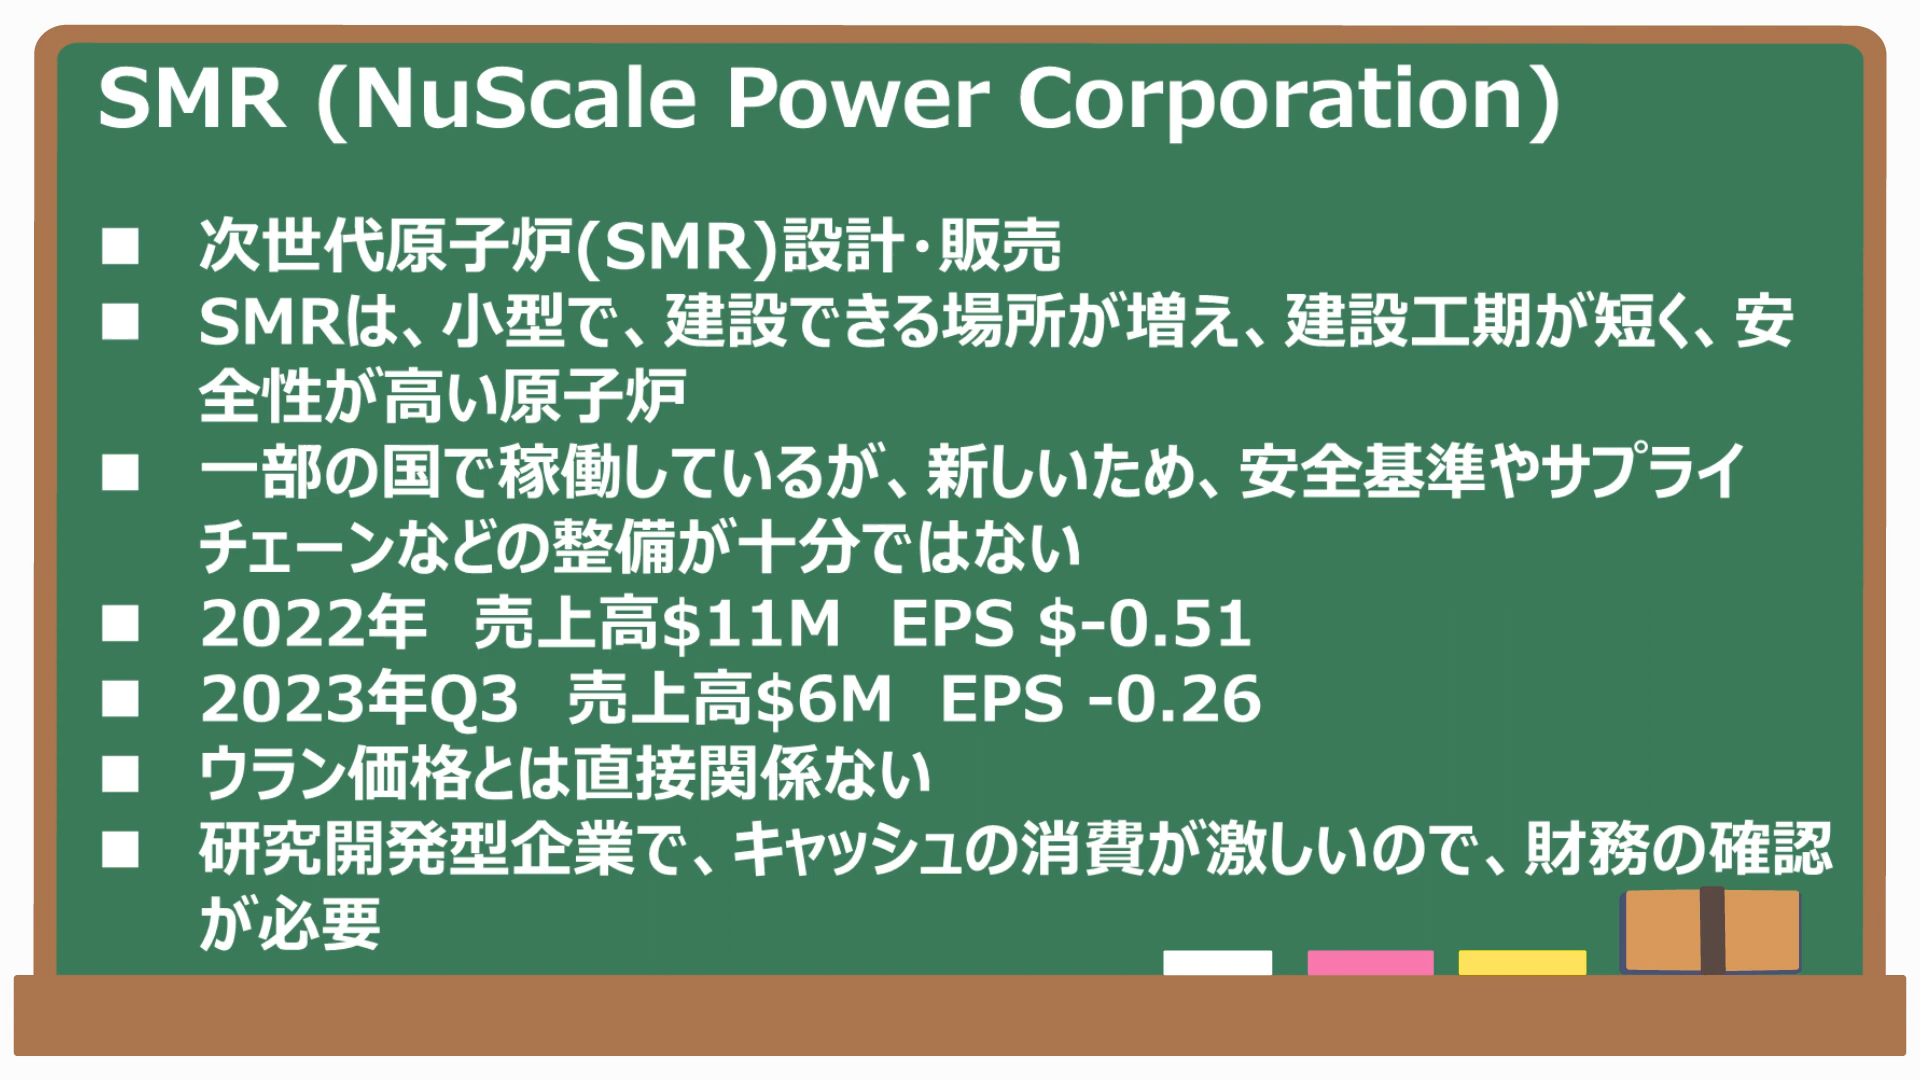 SMR (NuScale Power Corporation)
■ 次世代原子炉(SMR)設計・販売
■ SMRは、小型で、建設できる場所が増え、建設工期が短く、安
全性が高い原子炉
■ 一部の国で稼働しているが、新しいため、安全基準やサプライ
チェーンなどの整備が十分ではない
■ 2022年　売上高$11M　EPS $-0.51
■ 2023年Q3　売上高$6M　EPS -0.26
■ ウラン価格とは直接関係ない
■ 研究開発型企業で、キャッシュの消費が激しいので、財務の確認
が必要